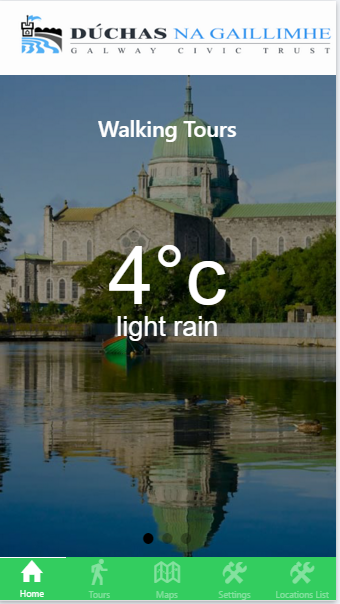 DÚCHAS NA GAILLIMHE
GALWAY CIVIC TRUST
Walking Tours
4°c
light rain
Home
Tours
Maps
Settings
Locations List